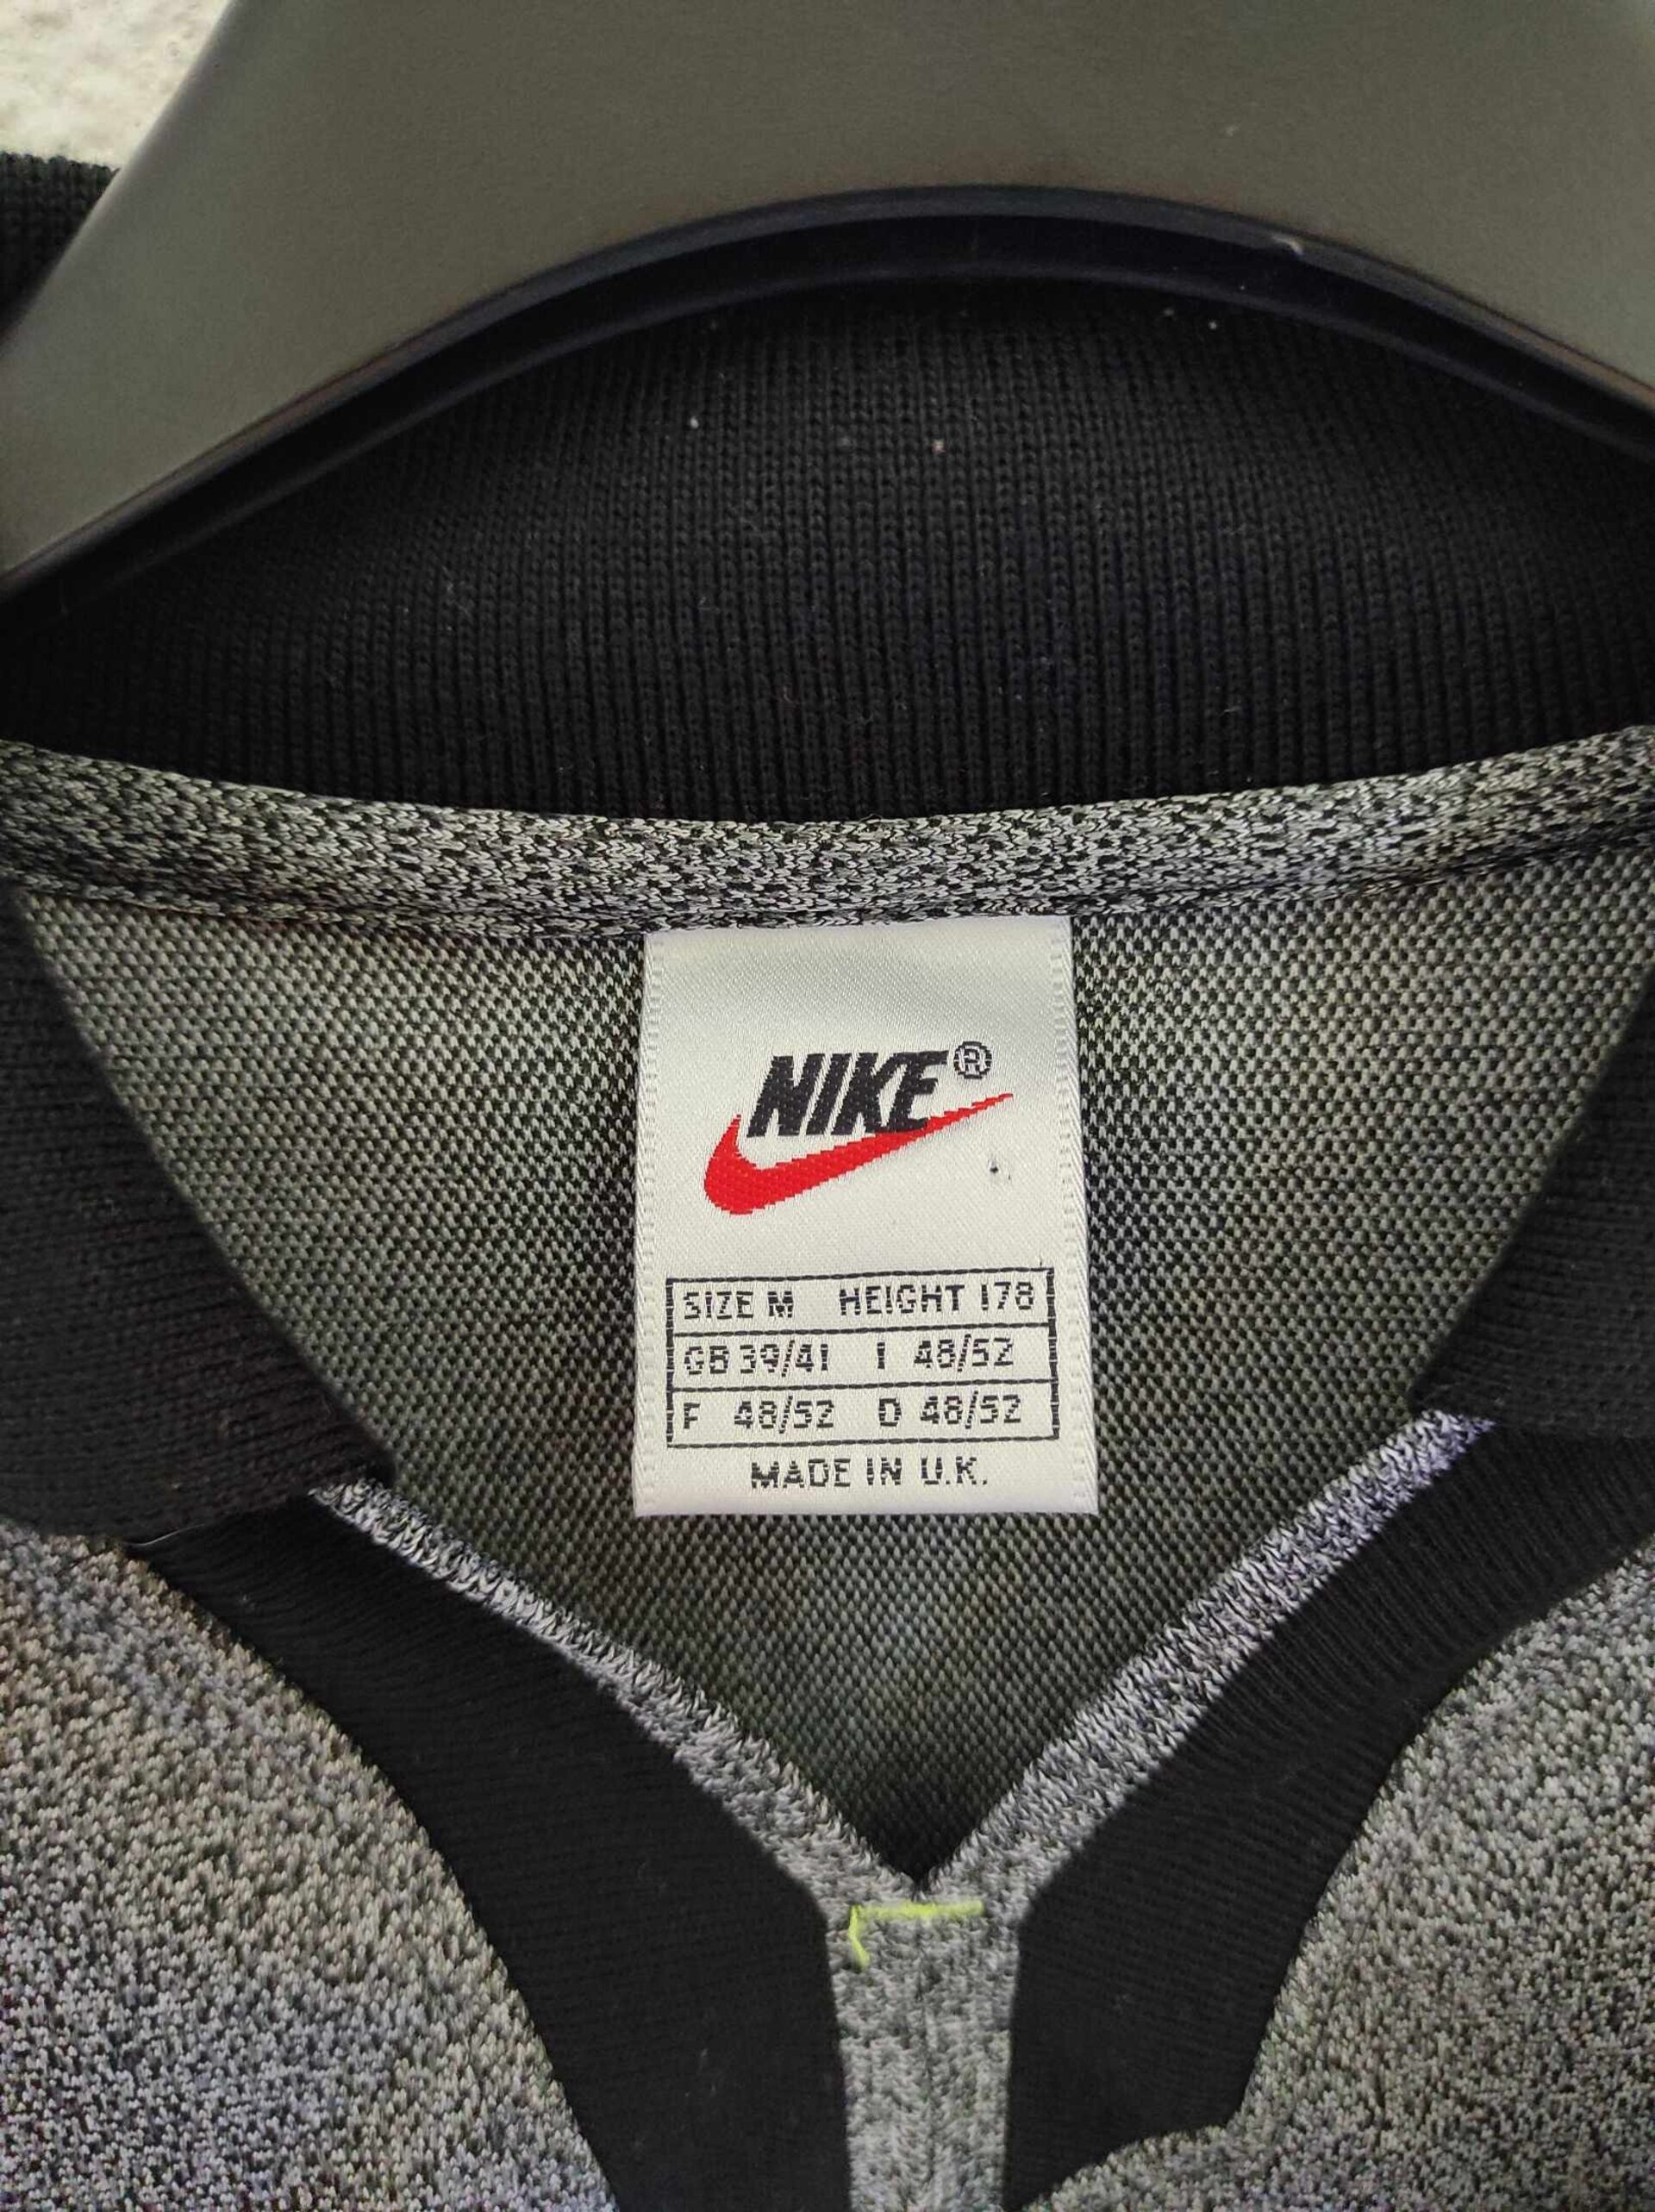 NIKE®
SIZE M HEIGHT 178
GB 39/41 I 48/52
F 48/52 D 48/52
MADE IN U.K.